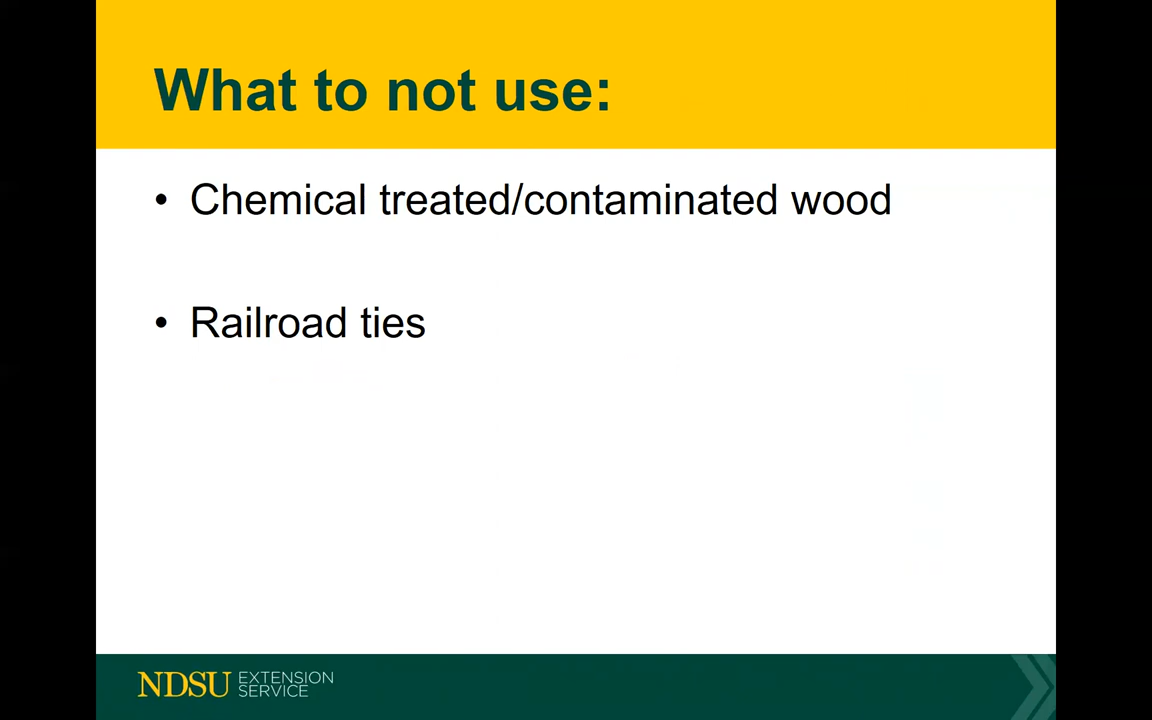 What to not use:
• Chemical treated/contaminated wood
• Railroad ties
NDSU EXTENSION
SERVICE